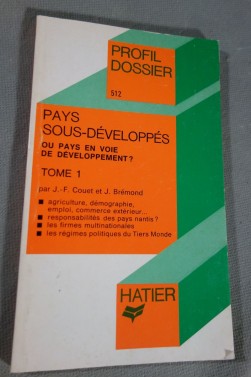 PROFIL
DOSSIER
512
PAYS
SOUS-DÉVELOPPÉS
OU PAYS EN VOIE
DE DÉVELOPPEMENT?
TOME 1
par J.-F. Couet et J. Brémond
agriculture, démographie,
emploi, commerce extérieur...
responsabilités des pays nantis?
les firmes multinationales
les régimes politiques du Tiers Monde
HATIER